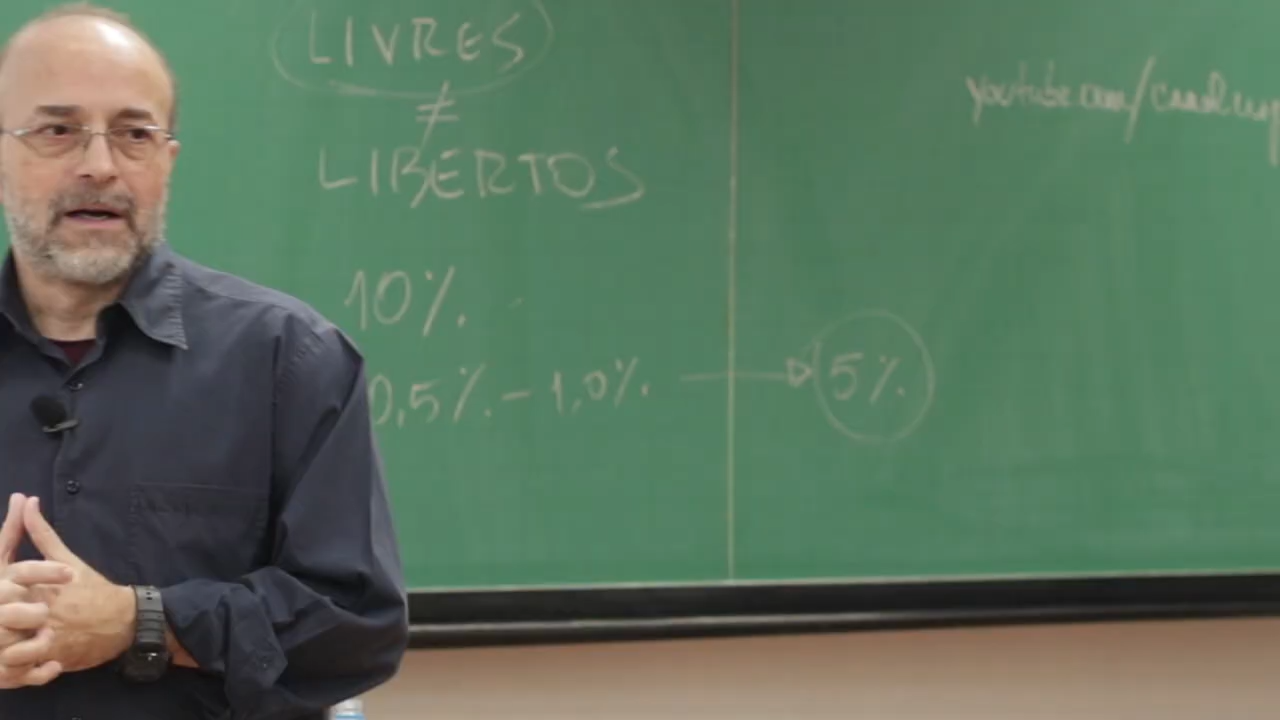 LIVRES
≠
LIBERTOS
10%.
0,5%. - 1,0%. → 5%.